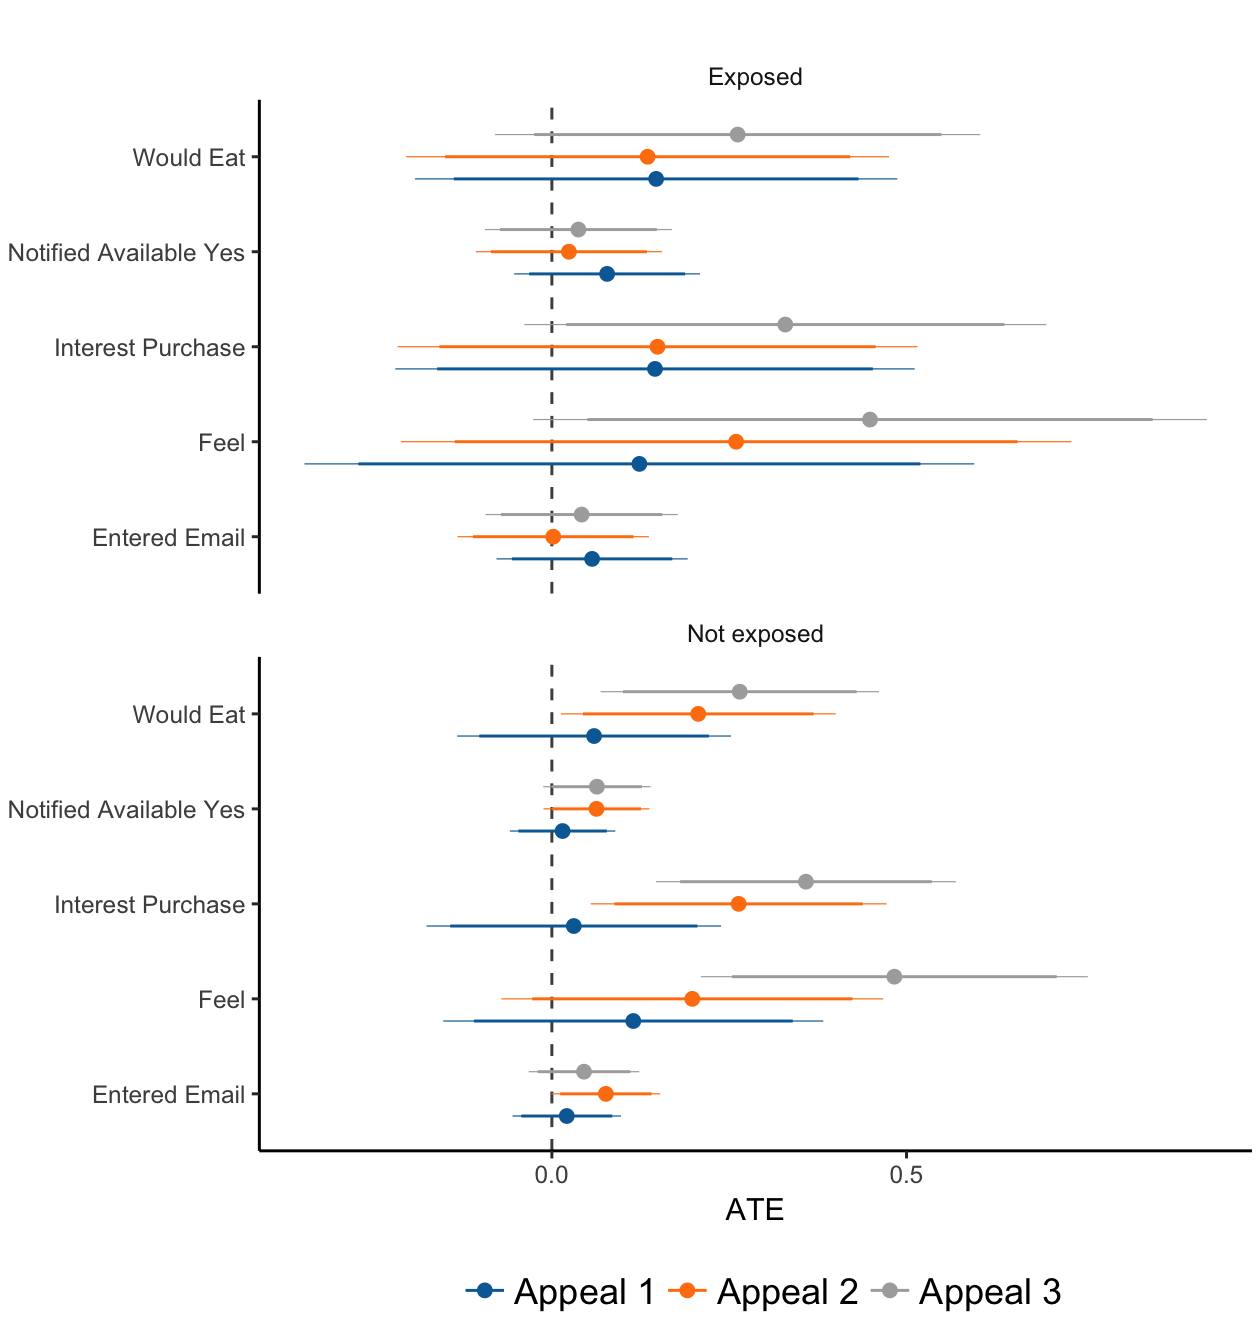 Exposed
Would Eat
Notified Available Yes
Interest Purchase
Feel
Entered Email
Not exposed
Would Eat
Notified Available Yes
Interest Purchase
Feel
Entered Email
0.0 0.5
ATE
Appeal 1 Appeal 2 Appeal 3